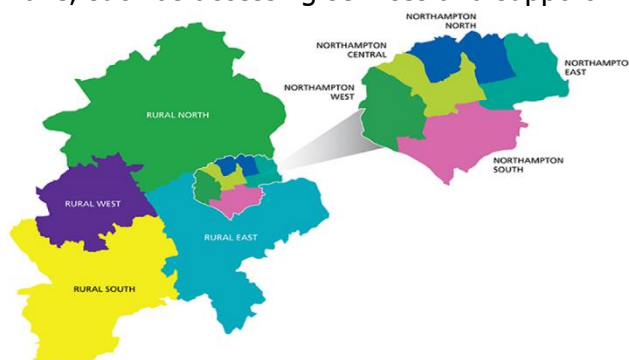 NORTHAMPTON
NORTH
NORTHAMPTON
CENTRAL
NORTHAMPTO
EAST
NORTHAMPTON
WEST
RURAL NORTH
NORTHAMPTON
SOUTH
RURAL WEST
RURAL EAST
RURAL SOUTH